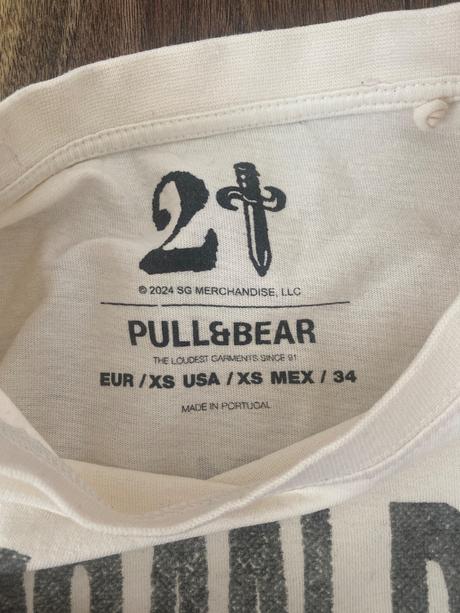 21
© 2024 SG MERCHANDISE, LLC
PULL&BEAR
THE LOUDEST GARMENTS SINCE 91
EUR / XS USA / XS MEX / 34
MADE IN PORTUGAL